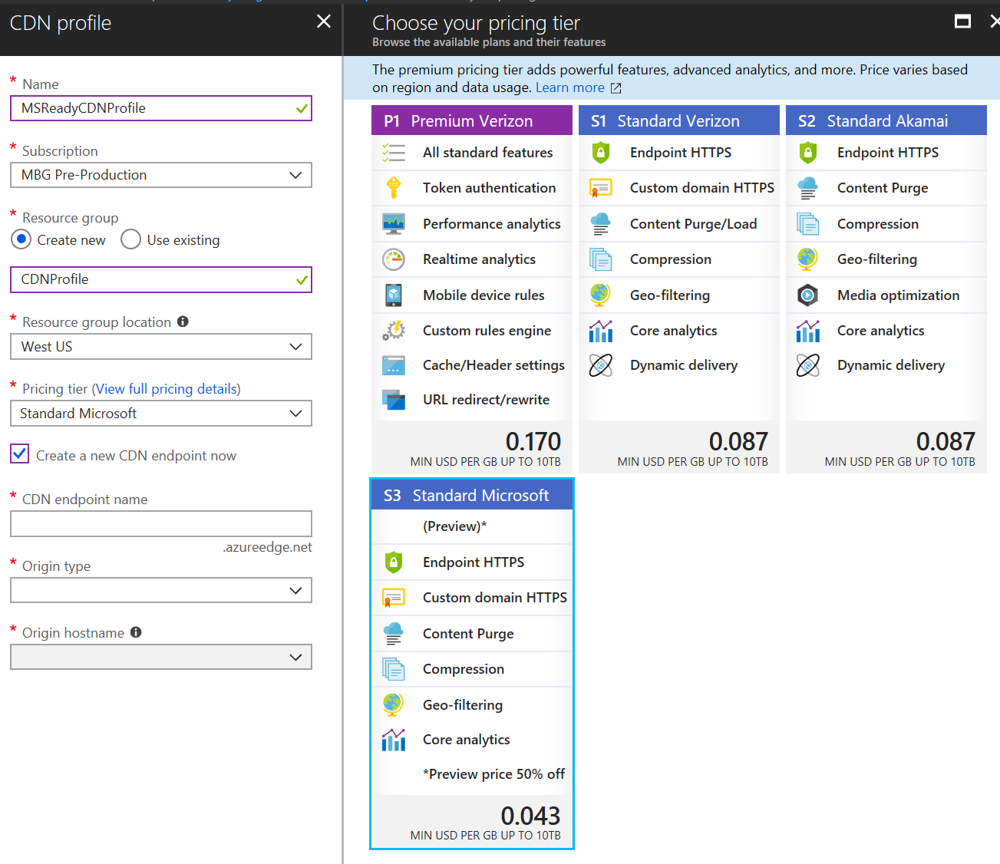 CDN profile
* Name
MSReadyCDNProfile
* Subscription
MBG Pre-Production
* Resource group
Create new Use existing
CDNProfile
* Resource group location
West US
* Pricing tier (View full pricing details)
Standard Microsoft
Create a new CDN endpoint now
* CDN endpoint name
.azureedge.net
* Origin type
* Origin hostname
Choose your pricing tier
Browse the available plans and their features
The premium pricing tier adds powerful features, advanced analytics, and more. Price varies based
on region and data usage. Learn more
P1 Premium Verizon
All standard features
Token authentication
Performance analytics
Realtime analytics
Mobile device rules
Custom rules engine
Cache/Header settings
URL redirect/rewrite
0.170
MIN USD PER GB UP TO 10TB
S1 Standard Verizon
Endpoint HTTPS
Custom domain HTTPS
Content Purge/Load
Compression
Geo-filtering
Core analytics
Dynamic delivery
0.087
MIN USD PER GB UP TO 10TB
S2 Standard Akamai
Endpoint HTTPS
Content Purge
Compression
Geo-filtering
Media optimization
Core analytics
Dynamic delivery
0.087
MIN USD PER GB UP TO 10TB
S3 Standard Microsoft
(Preview)*
Endpoint HTTPS
Custom domain HTTPS
Content Purge
Compression
Geo-filtering
Core analytics
*Preview price 50% off
0.043
MIN USD PER GB UP TO 10TB